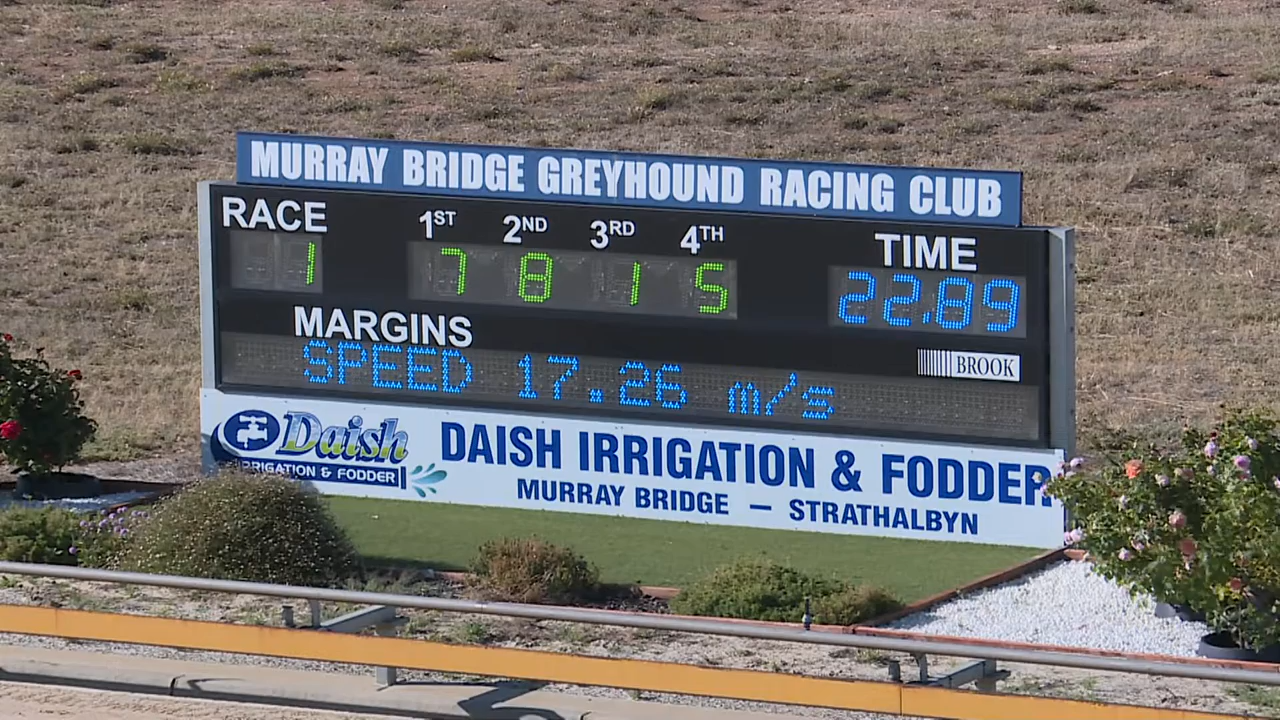 MURRAY BRIDGE GREYHOUND RACING CLUB
RACE 1ST 2ND 3RD 4TH TIME
1 7 8 1 5 22.89
MARGINS
BROOK
SPEED 17.26 m/s
Daish
IRRIGATION & FODDER
DAISH IRRIGATION & FODDER
MURRAY BRIDGE — STRATHALBYN